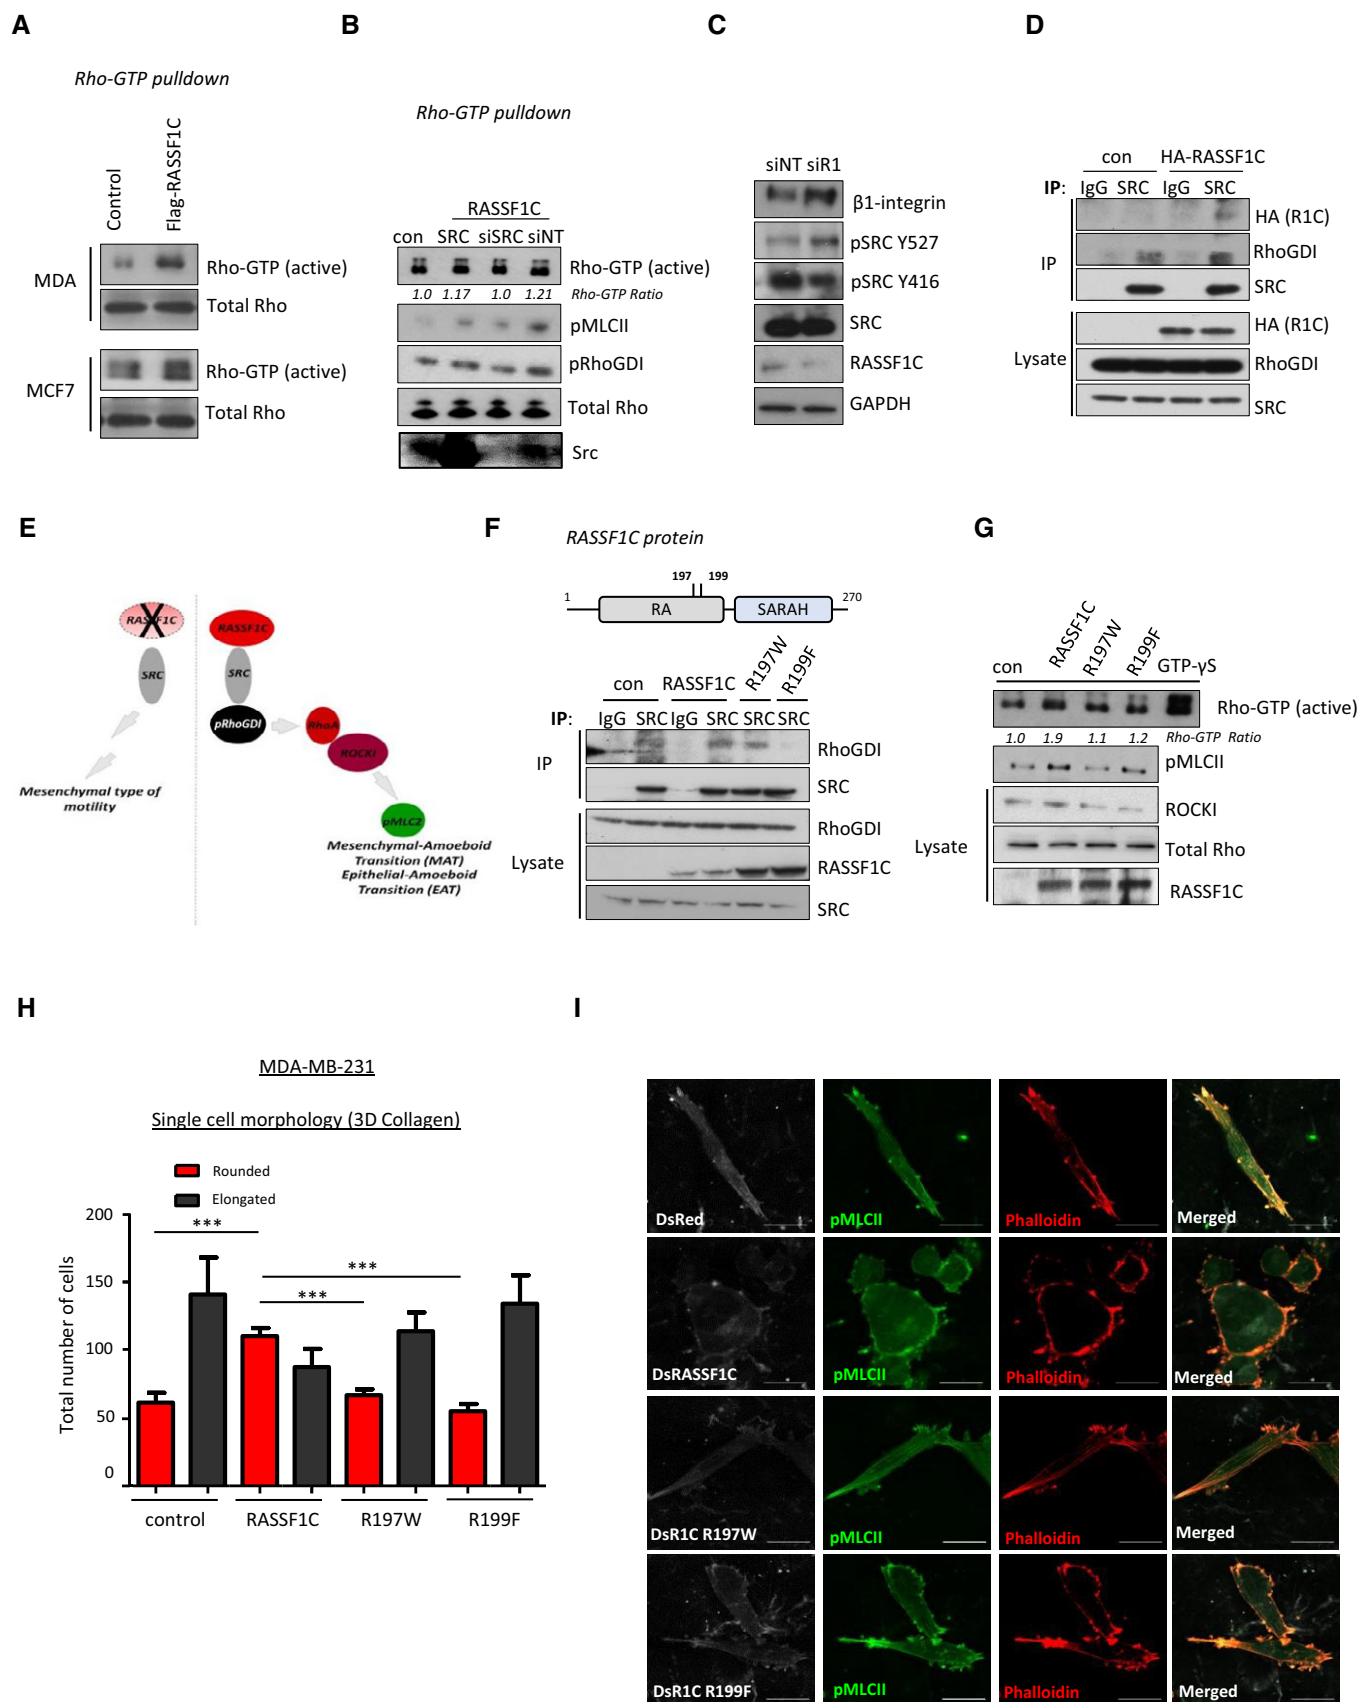 A
Rho-GTP pulldown
Control
Flag-RASSF1C
MDA
Rho-GTP (active)
Total Rho
MCF7
Rho-GTP (active)
Total Rho
B
Rho-GTP pulldown
RASSF1C
con SRC siSRC siNT
Rho-GTP (active)
1.0 1.17 1.0 1.21 Rho-GTP Ratio
pMLCII
pRhoGDI
Total Rho
Src
C
siNT siR1
β1-integrin
pSRC Y527
pSRC Y416
SRC
RASSF1C
GAPDH
D
con HA-RASSF1C
IP: IgG SRC IgG SRC
IP
HA (R1C)
RhoGDI
SRC
Lysate
HA (R1C)
RhoGDI
SRC
E
RASSF1C
SRC
Mesenchymal type of
motility
RASSF1C
SRC
pRhoGDI
RhoA
ROCKI
pMLC2
Mesenchymal-Amoeboid
Transition (MAT)
Epithelial-Amoeboid
Transition (EAT)
F
RASSF1C protein
197 199
1 RA SARAH 270
con RASSF1C R197W R199F
IP: IgG SRC IgG SRC SRC SRC
IP
RhoGDI
SRC
Lysate
RhoGDI
RASSF1C
SRC
G
con RASSF1C R197W R199F GTP-γS
Rho-GTP (active)
1.0 1.9 1.1 1.2 Rho-GTP Ratio
pMLCII
Lysate
ROCKI
Total Rho
RASSF1C
H
MDA-MB-231
Single cell morphology (3D Collagen)
Rounded
Elongated
Total number of cells
200
150
100
50
0
***
***
***
control RASSF1C R197W R199F
I
DsRed pMLCII Phalloidin Merged
DsRASSF1C pMLCII Phalloidin Merged
DsR1C R197W pMLCII Phalloidin Merged
DsR1C R199F pMLCII Phalloidin Merged